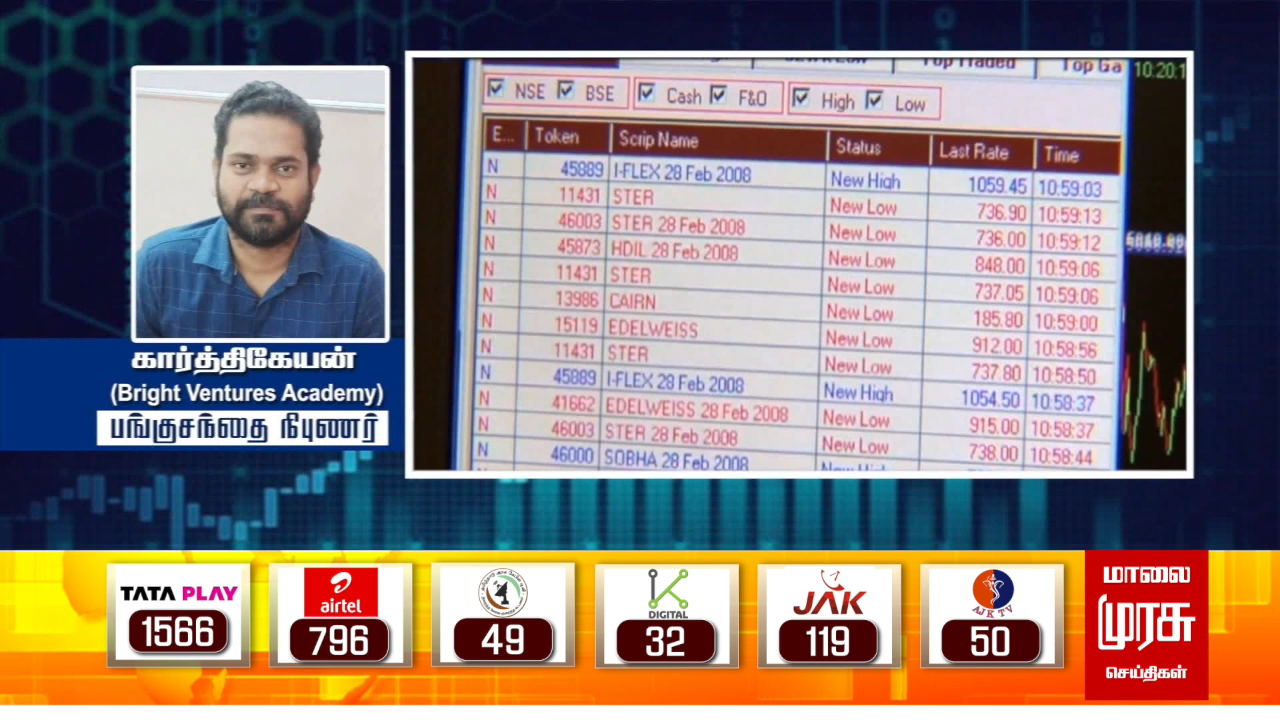 Top Traded
Top Ga
10:20:1
NSE BSE Cash F&O High Low
E... Token Scrip Name Status Last Rate Time
N 45889 I-FLEX 28 Feb 2008 New High 1059.45 10:59:03
N 11431 STER New Low 736.90 10:59:13
N 46003 STER 28 Feb 2008 New Low 736.00 10:59:12
N 45873 HDIL 28 Feb 2008 New Low 848.00 10:59:06
N 11431 STER New Low 737.05 10:59:06
N 13986 CAIRN New Low 185.80 10:59:00
N 15119 EDELWEISS New Low 912.00 10:58:56
N 11431 STER New Low 737.80 10:58:50
N 45889 I-FLEX 28 Feb 2008 New High 1054.50 10:58:37
N 41662 EDELWEISS 28 Feb 2008 New Low 915.00 10:58:37
N 46003 STER 28 Feb 2008 New Low 738.00 10:58:44
N 46000 SOBHA 28 Feb 2008
கார்த்திகேயன்
(Bright Ventures Academy)
பங்குசந்தை நிபுணர்
TATA PLAY
1566
airtel
796
49
DIGITAL
32
JAK
119
AJK TV
50
மாலை
முரசு
செய்திகள்